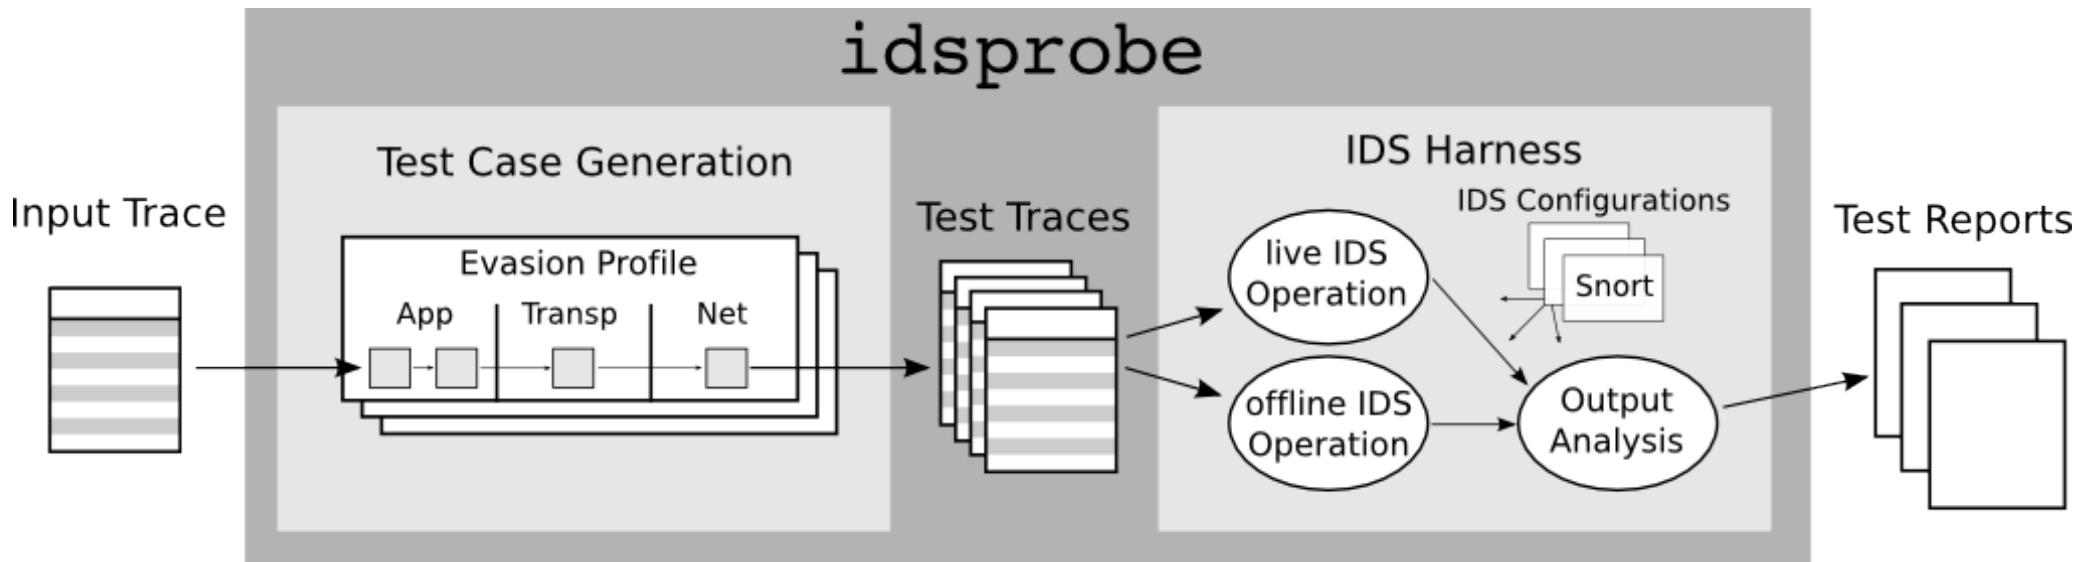 idsprobe
Input Trace
Test Case Generation
Evasion Profile
App
Transp
Net
Test Traces
IDS Harness
IDS Configurations
Snort
live IDS
Operation
offline IDS
Operation
Output
Analysis
Test Reports